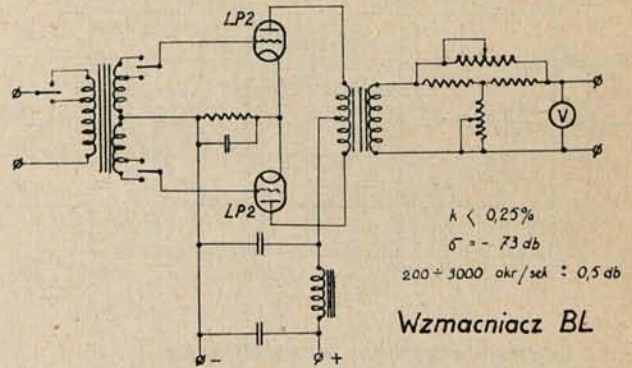 LP2
V
LP2
k < 0,25%
σ = - 73 db
200 ÷ 3000 okr/sek : 0,5 db
Wzmacniacz BL
- +